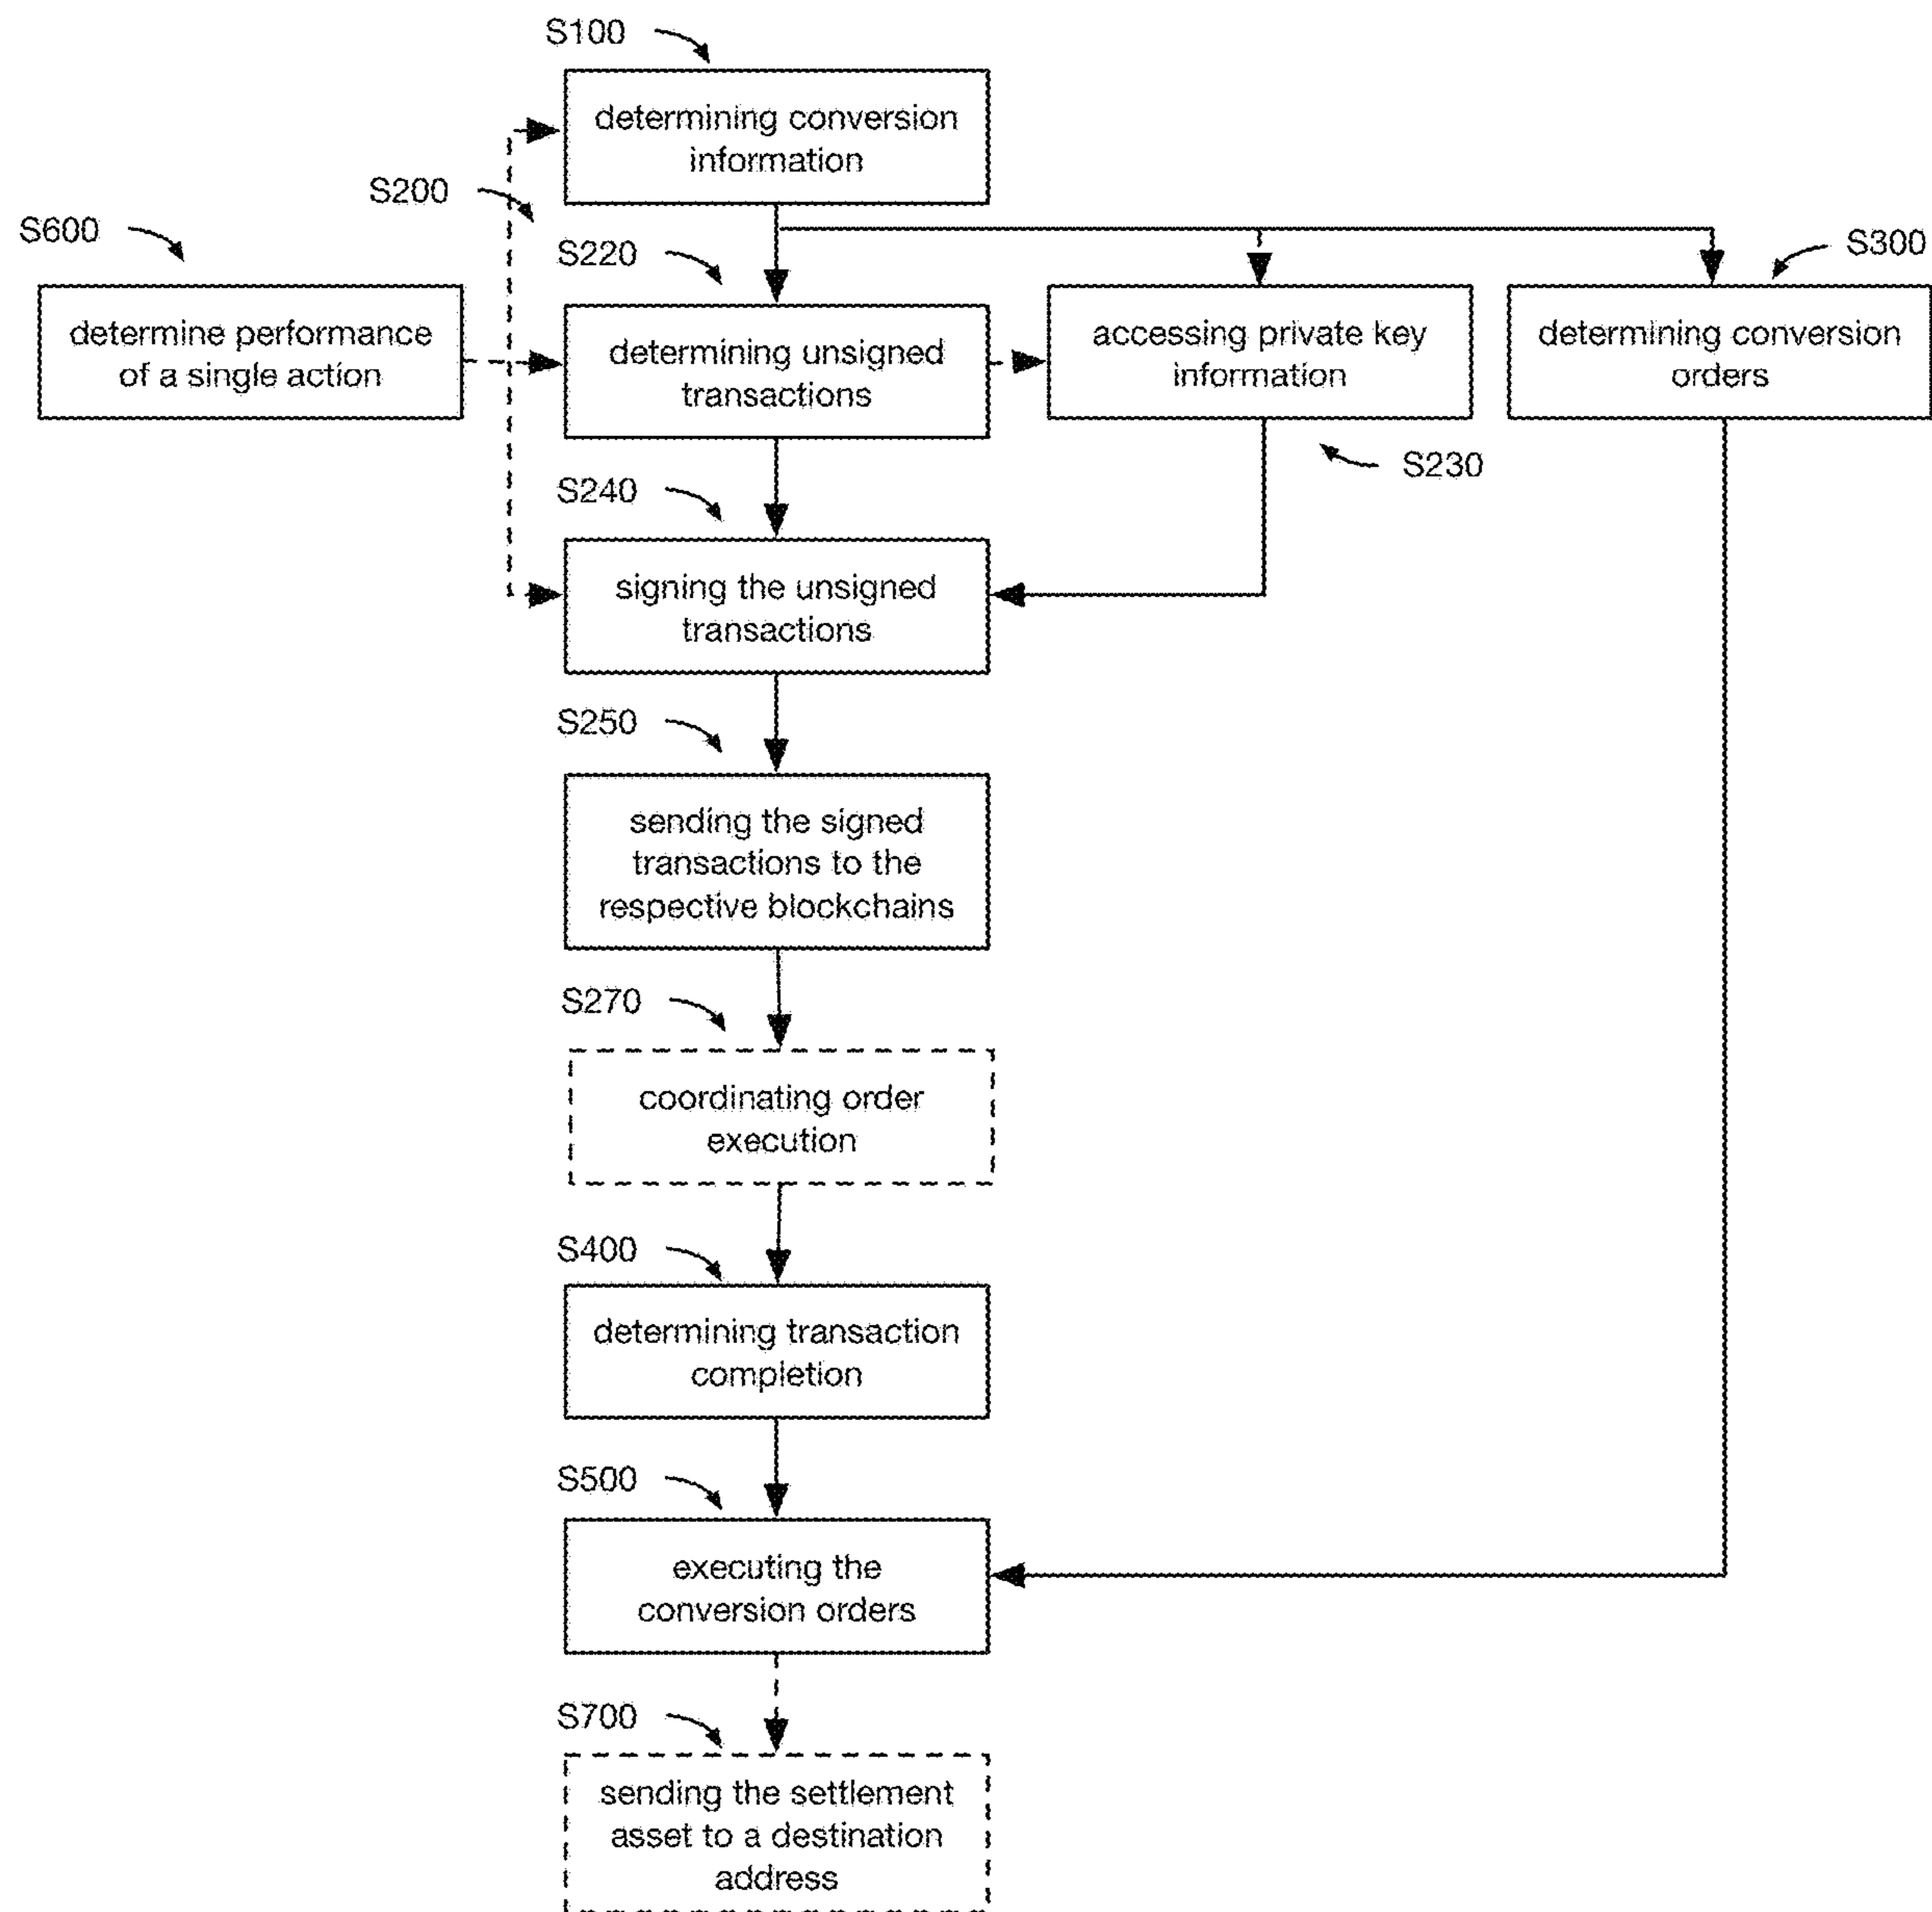 S100
determining conversion
information
S200
S600
S220
S300
determine performance
of a single action
determining unsigned
transactions
accessing private key
information
determining conversion
orders
S230
S240
signing the unsigned
transactions
S250
sending the signed
transactions to the
respective blockchains
S270
coordinating order
execution
S400
determining transaction
completion
S500
executing the
conversion orders
S700
sending the settlement
asset to a destination
address